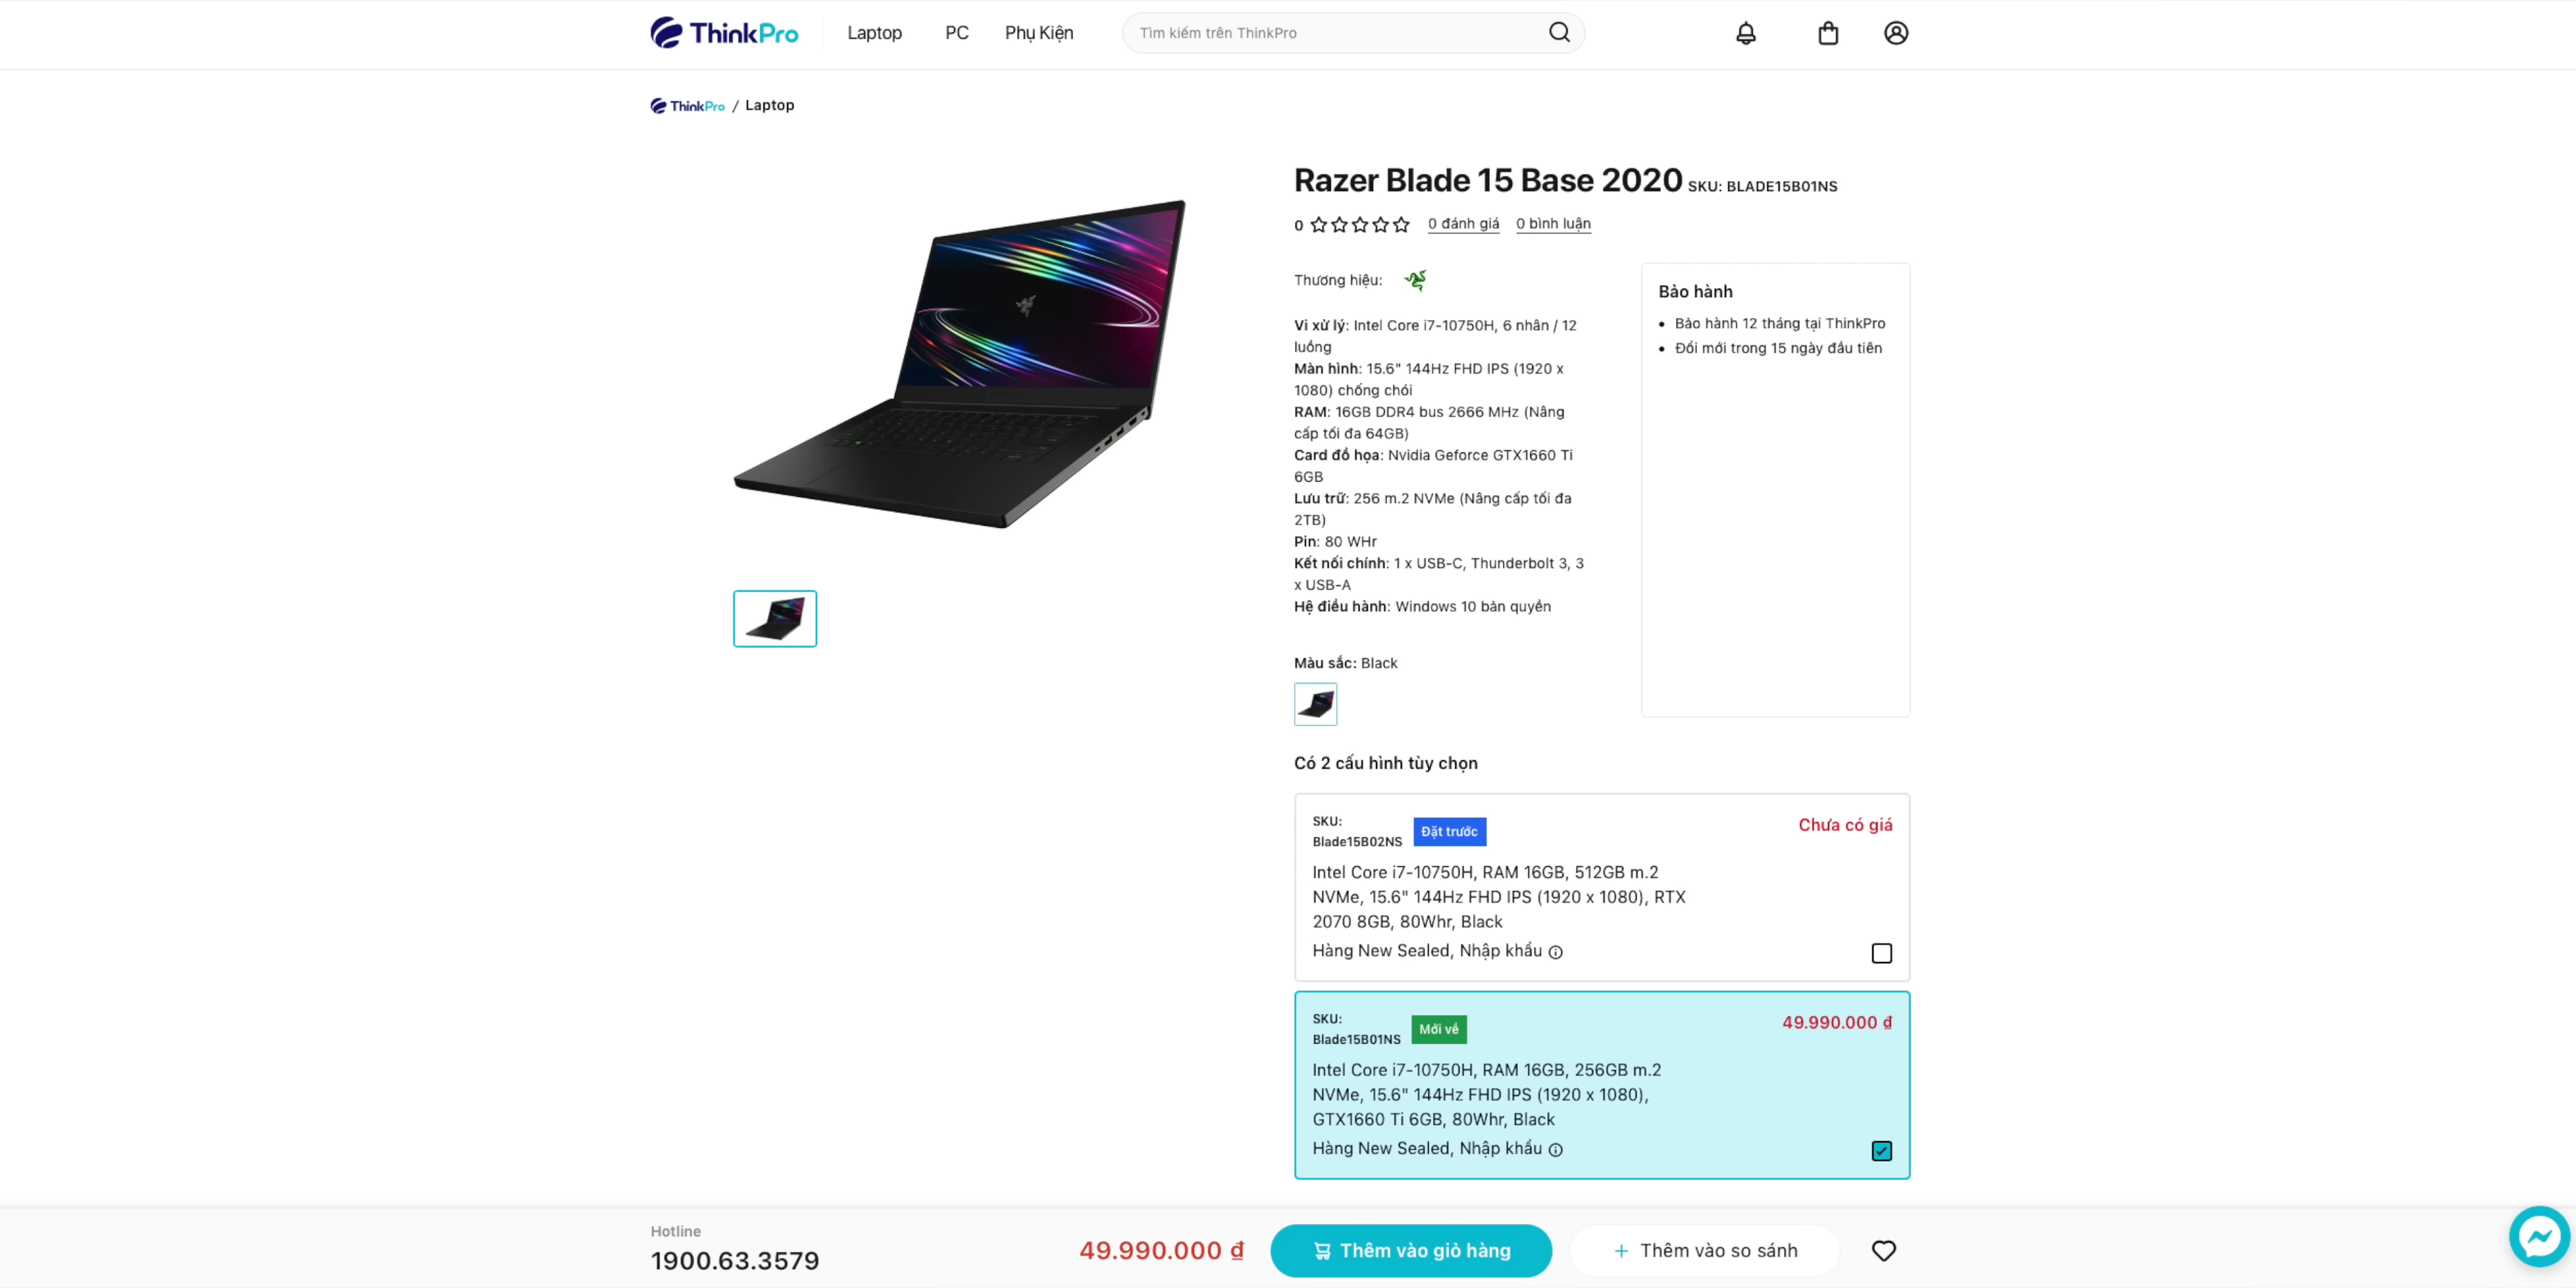 ThinkPro
Laptop
PC
Phụ Kiện
Tìm kiếm trên ThinkPro
ThinkPro / Laptop
Razer Blade 15 Base 2020 SKU: BLADE15B01NS
0 0 đánh giá 0 bình luận
Thương hiệu:
Vi xử lý: Intel Core i7-10750H, 6 nhân / 12
luồng
Màn hình: 15.6" 144Hz FHD IPS (1920 x
1080) chống chói
RAM: 16GB DDR4 bus 2666 MHz (Nâng
cấp tối đa 64GB)
Card đồ họa: Nvidia Geforce GTX1660 Ti
6GB
Lưu trữ: 256 m.2 NVMe (Nâng cấp tối đa
2TB)
Pin: 80 WHr
Kết nối chính: 1 x USB-C, Thunderbolt 3, 3
x USB-A
Hệ điều hành: Windows 10 bản quyền
Bảo hành
Bảo hành 12 tháng tại ThinkPro
Đổi mới trong 15 ngày đầu tiên
Màu sắc: Black
Có 2 cấu hình tùy chọn
SKU:
Blade15B02NS
Đặt trước
Chưa có giá
Intel Core i7-10750H, RAM 16GB, 512GB m.2
NVMe, 15.6" 144Hz FHD IPS (1920 x 1080), RTX
2070 8GB, 80Whr, Black
Hàng New Sealed, Nhập khẩu
SKU:
Blade15B01NS
Mới về
49.990.000 ₫
Intel Core i7-10750H, RAM 16GB, 256GB m.2
NVMe, 15.6" 144Hz FHD IPS (1920 x 1080),
GTX1660 Ti 6GB, 80Whr, Black
Hàng New Sealed, Nhập khẩu
Hotline
1900.63.3579
49.990.000 ₫
Thêm vào giỏ hàng
+ Thêm vào so sánh